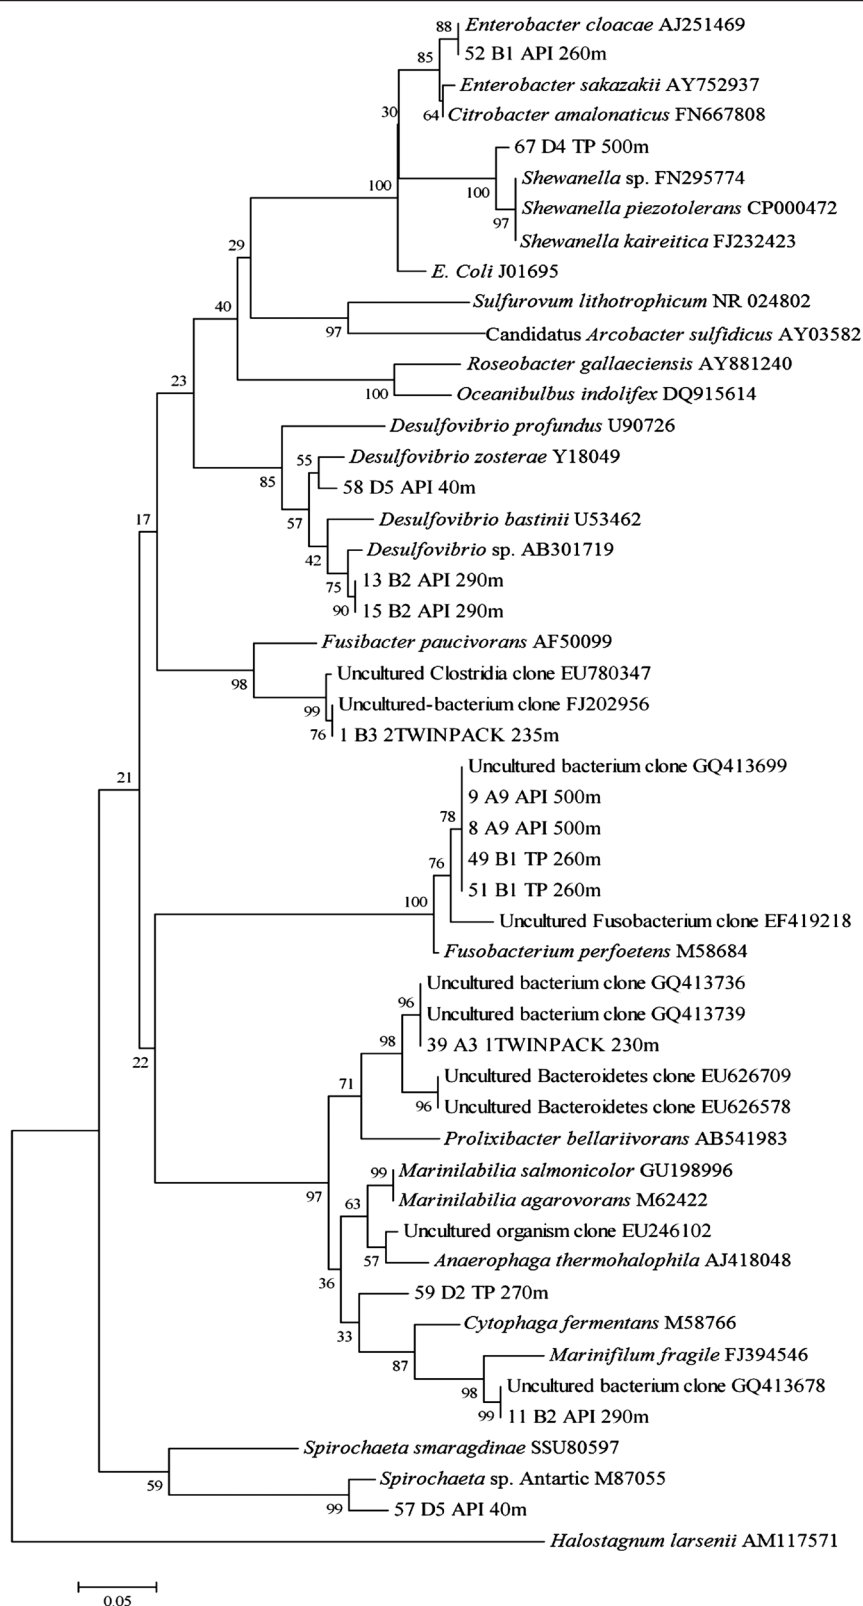 88
Enterobacter cloacae AJ251469
52 B1 API 260m
85
Enterobacter sakazakii AY752937
30
64
Citrobacter amalonaticus FN667808
67 D4 TP 500m
100
100
Shewanella sp. FN295774
Shewanella piezotolerans CP000472
97
Shewanella kaireitica FJ232423
29
E. Coli J01695
40
Sulfurovum lithotrophicum NR 024802
97
Candidatus Arcobacter sulfidicus AY03582
Roseobacter gallaeciensis AY881240
23
100
Oceanibulbus indolifex DQ915614
Desulfovibrio profundus U90726
55
Desulfovibrio zosterae Y18049
85
58 D5 API 40m
17
57
Desulfovibrio bastinii U53462
42
Desulfovibrio sp. AB301719
75
13 B2 API 290m
90
15 B2 API 290m
Fusibacter paucivorans AF50099
98
Uncultured Clostridia clone EU780347
99
Uncultured-bacterium clone FJ202956
76
1 B3 2TWINPACK 235m
21
Uncultured bacterium clone GQ413699
9 A9 API 500m
78
8 A9 API 500m
76
49 B1 TP 260m
51 B1 TP 260m
100
Uncultured Fusobacterium clone EF419218
Fusobacterium perfoetens M58684
Uncultured bacterium clone GQ413736
96
Uncultured bacterium clone GQ413739
98
39 A3 1TWINPACK 230m
22
71
Uncultured Bacteroidetes clone EU626709
96
Uncultured Bacteroidetes clone EU626578
Prolixibacter bellariivorans AB541983
99
Marinilabilia salmonicolor GU198996
97
63
Marinilabilia agarovorans M62422
Uncultured organism clone EU246102
57
Anaerophaga thermohalophila AJ418048
36
59 D2 TP 270m
33
Cytophaga fermentans M58766
87
Marinifilum fragile FJ394546
98
Uncultured bacterium clone GQ413678
99
11 B2 API 290m
Spirochaeta smaragdinae SSU80597
59
Spirochaeta sp. Antartic M87055
99
57 D5 API 40m
Halostagnum larsenii AM117571
0.05